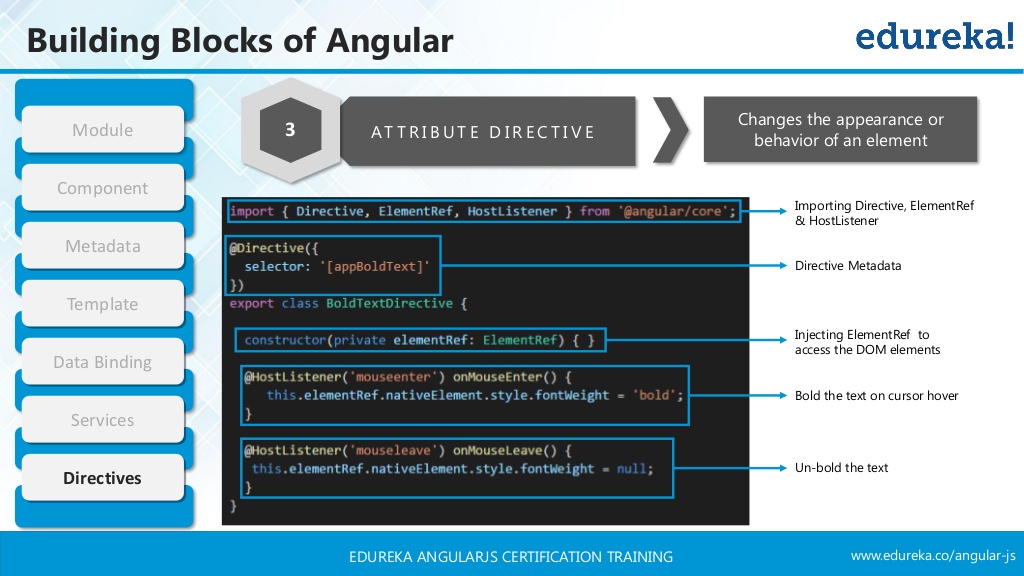 Building Blocks of Angular
edureka!
Module
Component
Metadata
Template
Data Binding
Services
Directives
3
ATTRIBUTE DIRECTIVE
Changes the appearance or
behavior of an element
import { Directive, ElementRef, HostListener } from '@angular/core';
@Directive({
selector: '[appBoldText]'
})
export class BoldTextDirective {
constructor(private elementRef: ElementRef) { }
@HostListener('mouseenter') onMouseEnter() {
this.elementRef.nativeElement.style.fontWeight = 'bold';
}
@HostListener('mouseleave') onMouseLeave() {
this.elementRef.nativeElement.style.fontWeight = null;
}
}
Importing Directive, ElementRef
& HostListener
Directive Metadata
Injecting ElementRef to
access the DOM elements
Bold the text on cursor hover
Un-bold the text
EDUREKA ANGULARJS CERTIFICATION TRAINING
www.edureka.co/angular-js